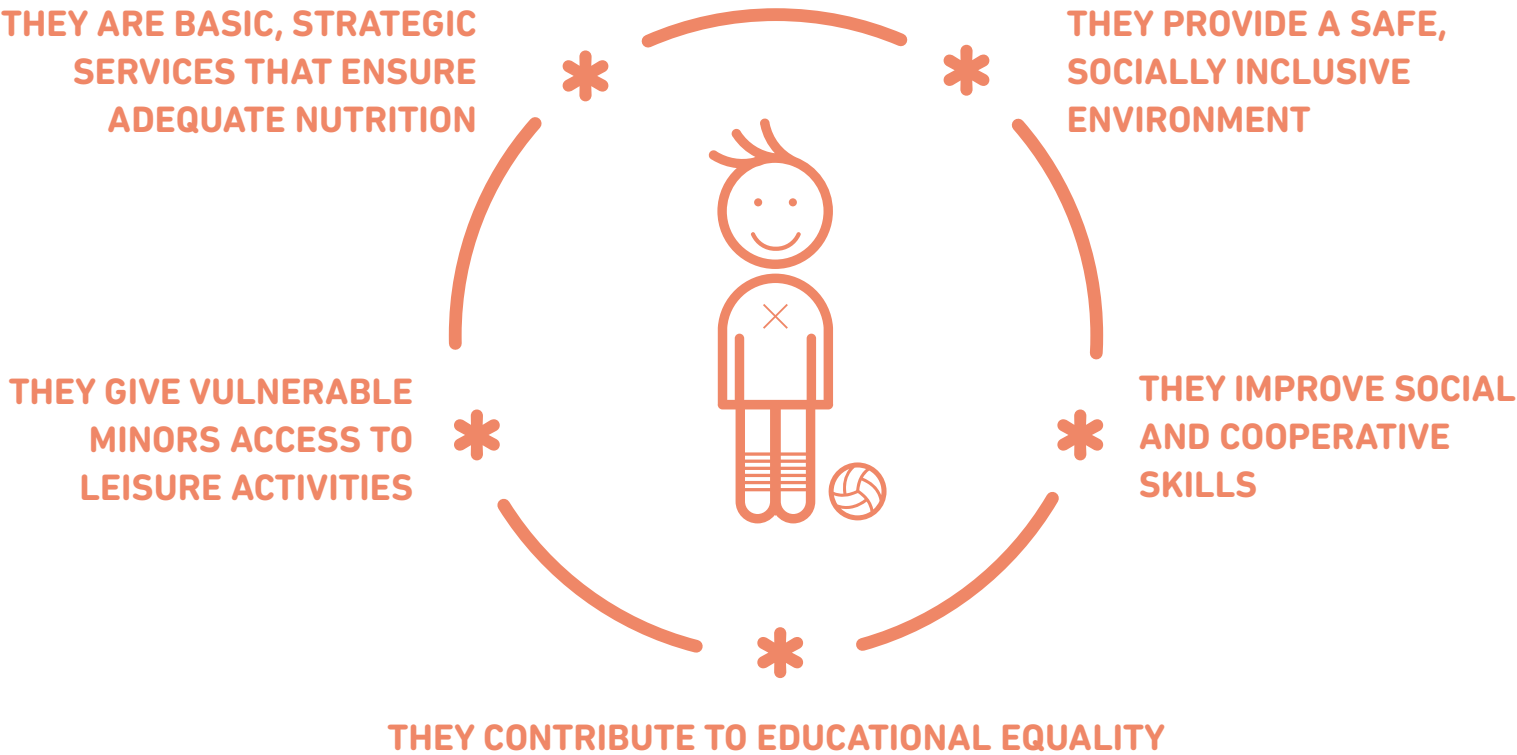 THEY ARE BASIC, STRATEGIC
SERVICES THAT ENSURE
ADEQUATE NUTRITION
THEY PROVIDE A SAFE,
SOCIALLY INCLUSIVE
ENVIRONMENT
THEY GIVE VULNERABLE
MINORS ACCESS TO
LEISURE ACTIVITIES
THEY IMPROVE SOCIAL
AND COOPERATIVE
SKILLS
THEY CONTRIBUTE TO EDUCATIONAL EQUALITY